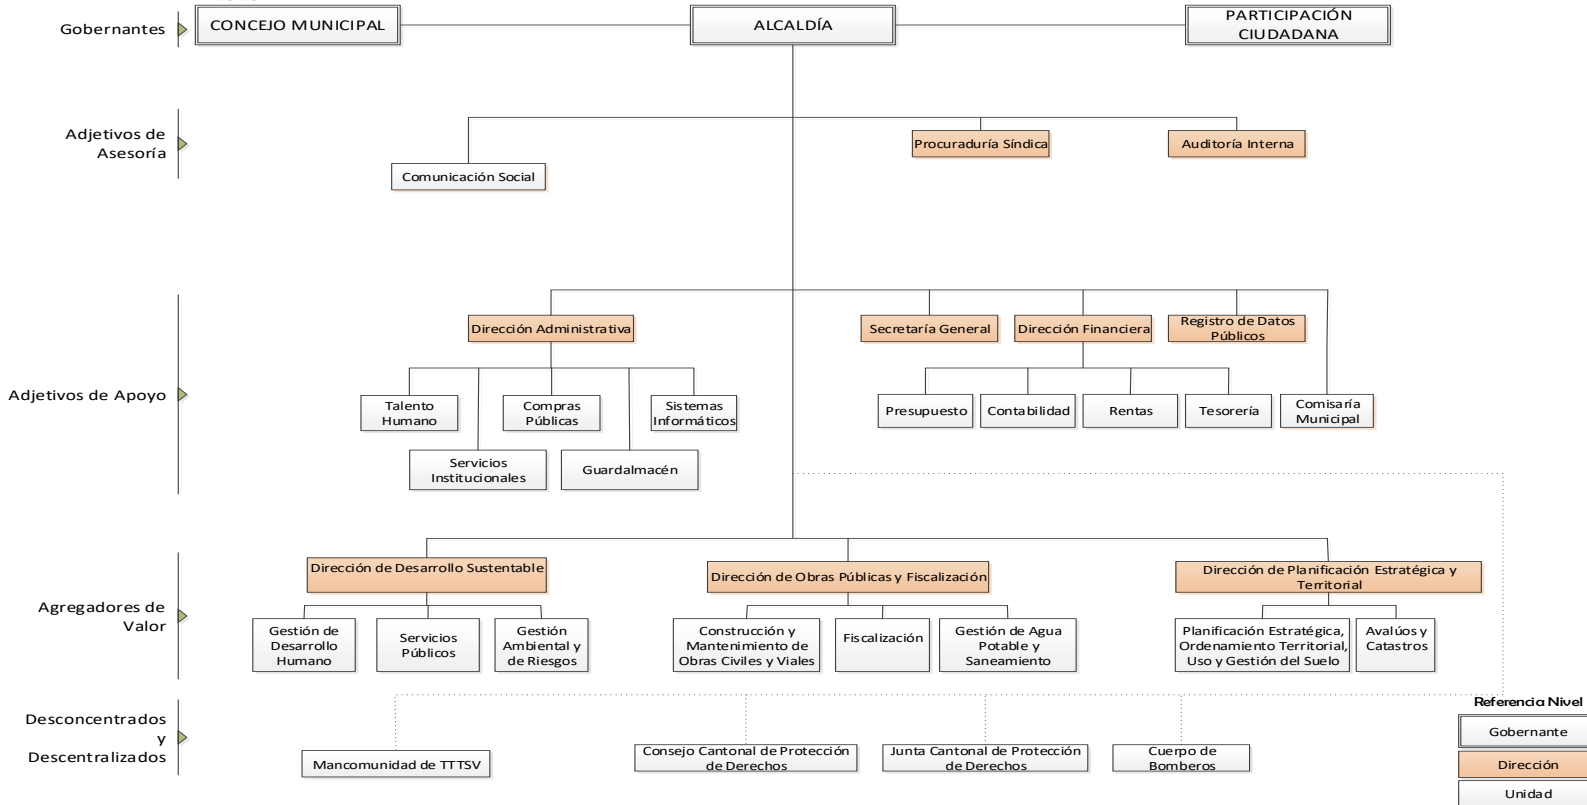 Gobernantes
CONCEJO MUNICIPAL
ALCALDÍA
PARTICIPACIÓN
CIUDADANA
Adjetivos de
Asesoría
Procuraduría Síndica
Auditoría Interna
Comunicación Social
Adjetivos de Apoyo
Dirección Administrativa
Secretaría General
Dirección Financiera
Registro de Datos
Públicos
Talento
Humano
Compras
Públicas
Sistemas
Informáticos
Servicios
Institucionales
Guardalmacén
Presupuesto
Contabilidad
Rentas
Tesorería
Comisaría
Municipal
Agregadores de
Valor
Dirección de Desarrollo Sustentable
Dirección de Obras Públicas y Fiscalización
Dirección de Planificación Estratégica y
Territorial
Gestión de
Desarrollo
Humano
Servicios
Públicos
Gestión
Ambiental y
de Riesgos
Construcción y
Mantenimiento de
Obras Civiles y Viales
Fiscalización
Gestión de Agua
Potable y
Saneamiento
Planificación Estratégica,
Ordenamiento Territorial,
Uso y Gestión del Suelo
Avalúos y
Catastros
Desconcentrados
y
Descentralizados
Mancomunidad de TTTSV
Consejo Cantonal de Protección
de Derechos
Junta Cantonal de Protección
de Derechos
Cuerpo de
Bomberos
Referencia Nivel
Gobernante
Dirección
Unidad